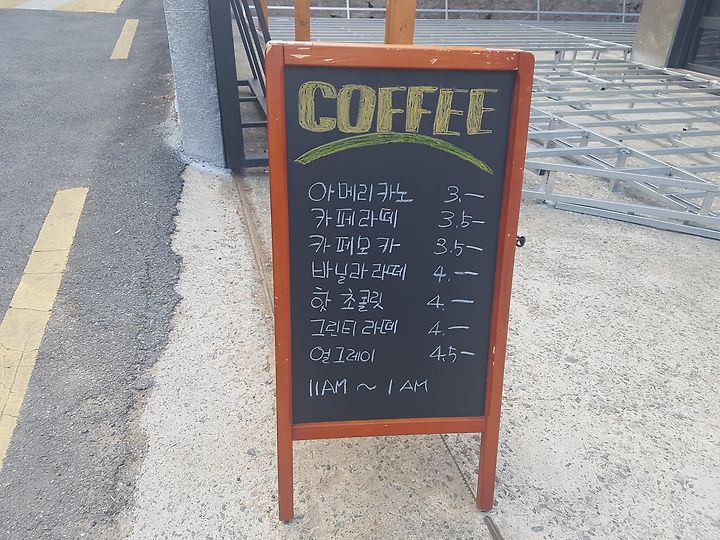 COFFEE
아메리카노 3.–
카페라떼 3.5–
카페모카 3.5–
바닐라라떼 4.–
핫초콜릿 4.–
그린티라떼 4.–
얼그레이 4.5–
11AM ~ 1AM